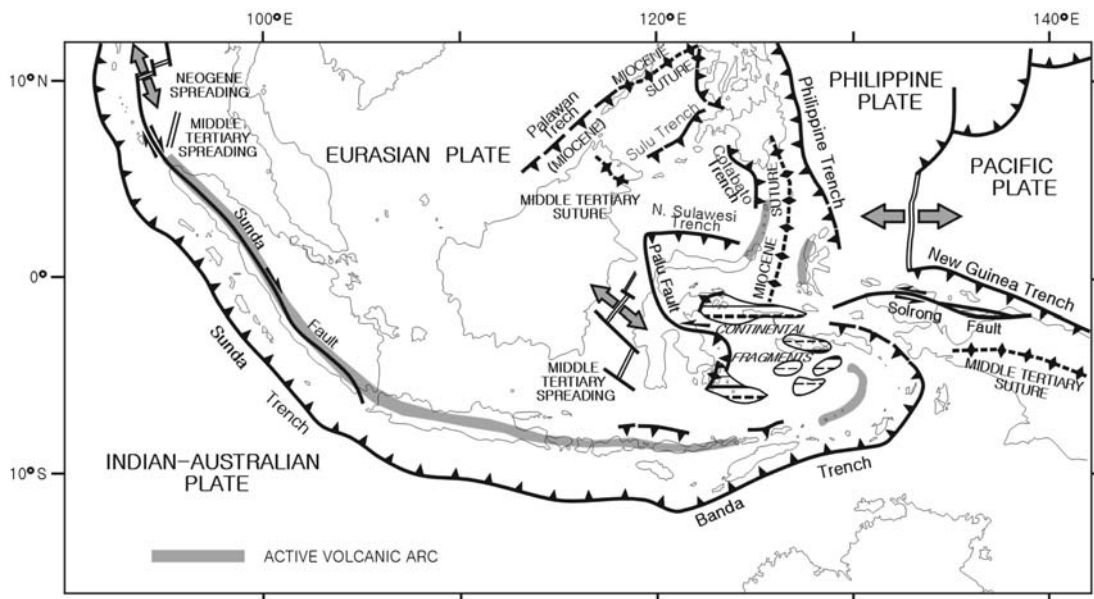 100°E
120°E
140°E
10°N
0°
10°S
NEOGENE
SPREADING
MIDDLE
TERTIARY
SPREADING
EURASIAN PLATE
Palawan
Trech
(MIOCENE)
MIOCENE
SUTURE
Sulu Trench
MIDDLE TERTIARY
SUTURE
Cotabato
Trench
SUTURE
MIOCENE
Philippine Trench
PHILIPPINE
PLATE
PACIFIC
PLATE
N. Sulawesi
Trench
Palu Fault
New Guinea Trench
Solrong
Fault
MIDDLE TERTIARY
SUTURE
CONTINENTAL
FRAGMENTS
MIDDLE
TERTIARY
SPREADING
Sunda
Fault
Sunda
Trench
INDIAN-AUSTRALIAN
PLATE
Banda
Trench
ACTIVE VOLCANIC ARC